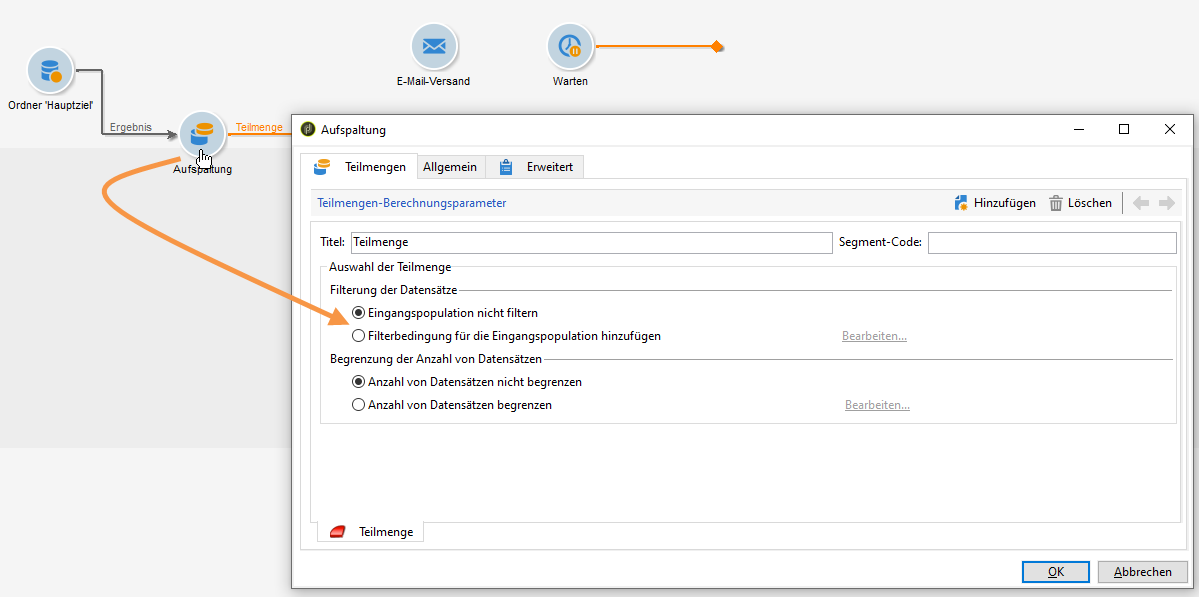 E-Mail-Versand
Warten
Ordner 'Hauptziel'
Ergebnis
Teilmenge
Aufspaltung
Aufspaltung
Teilmengen Allgemein Erweitert
Teilmengen-Berechnungsparameter Hinzufügen Löschen
Titel: Teilmenge Segment-Code:
Auswahl der Teilmenge
Filterung der Datensätze
Eingangspopulation nicht filtern
Filterbedingung für die Eingangspopulation hinzufügen Bearbeiten...
Begrenzung der Anzahl von Datensätzen
Anzahl von Datensätzen nicht begrenzen
Anzahl von Datensätzen begrenzen Bearbeiten...
Teilmenge
OK Abbrechen